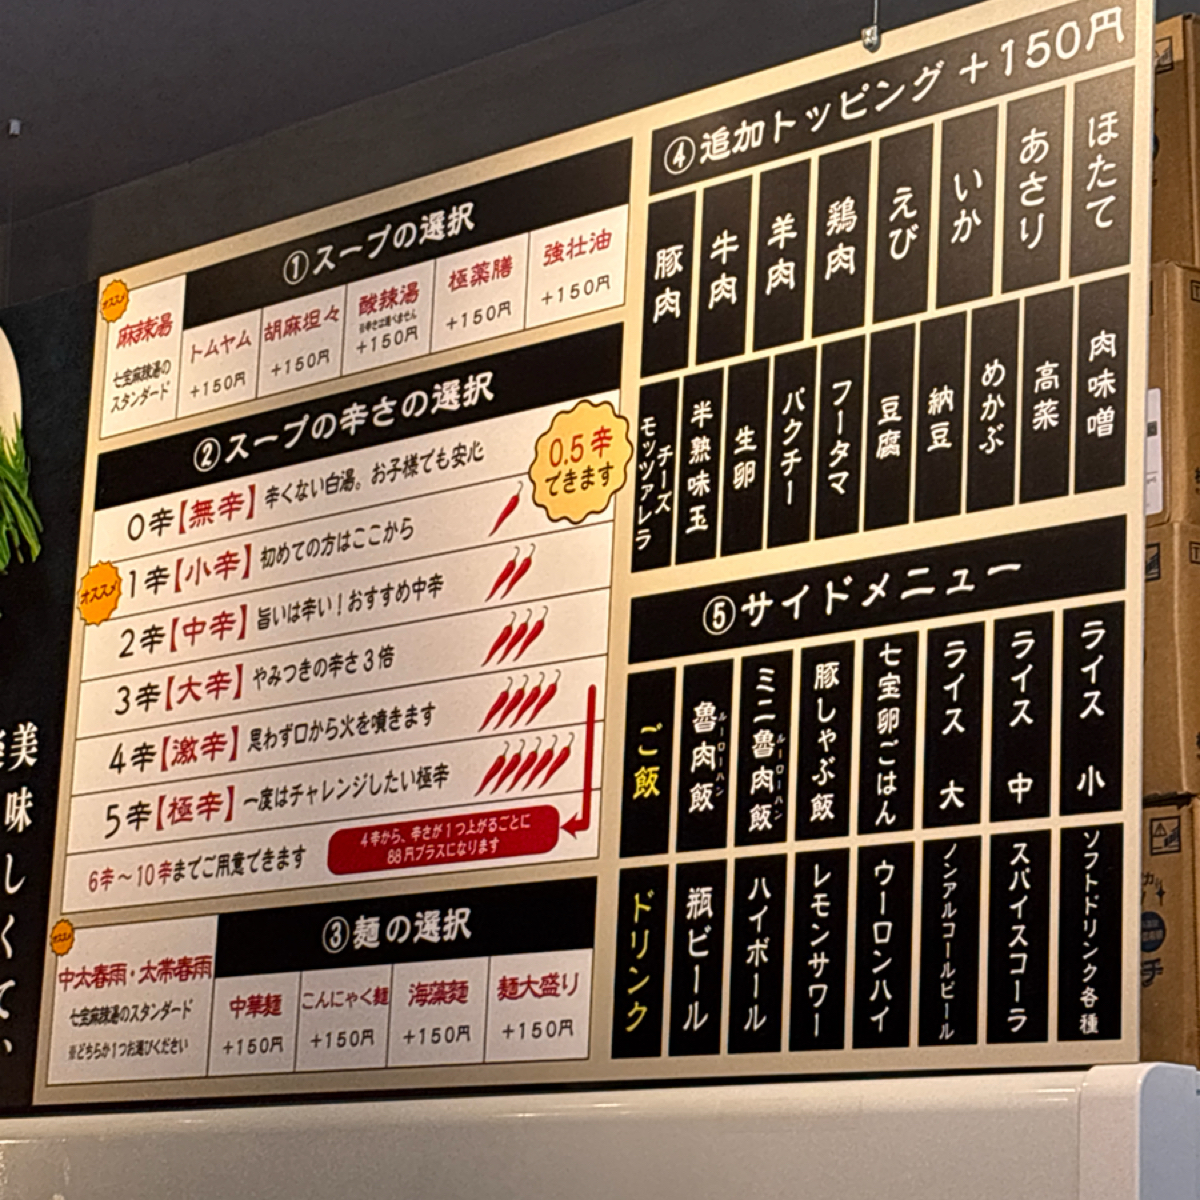 ①スープの選択
オススメ
麻辣湯
七宝麻辣湯の
スタンダード
トムヤム
+150円
胡麻坦々
+150円
酸辣湯
※辛さは選べません
+150円
極薬膳
+150円
強壮油
+150円
②スープの辛さの選択
0.5辛
できます
0辛【無辛】辛くない白湯。お子様でも安心
オススメ
1辛【小辛】初めての方はここから
2辛【中辛】旨いは辛い！おすすめ中辛
3辛【大辛】やみつきの辛さ3倍
4辛【激辛】思わず口から火を噴きます
5辛【極辛】一度はチャレンジしたい極辛
6辛〜10辛までご用意できます
4辛から、辛さが1つ上がるごとに
88円プラスになります
③麺の選択
オススメ
中太春雨・太帯春雨
七宝麻辣湯のスタンダード
※どちらか1つお選びください
中華麺
+150円
こんにゃく麺
+150円
海藻麺
+150円
麺大盛り
+150円
④追加トッピング+150円
豚肉
牛肉
羊肉
鶏肉
えび
いか
あさり
ほたて
モッツァレラ
チーズ
半熟味玉
生卵
パクチー
フータマ
豆腐
納豆
めかぶ
高菜
肉味噌
⑤サイドメニュー
ご飯
魯肉飯
ルーローハン
ミニ魯肉飯
ルーローハン
豚しゃぶ飯
七宝卵ごはん
ライス 大
ライス 中
ライス 小
ドリンク
瓶ビール
ハイボール
レモンサワー
ウーロンハイ
ノンアルコールビール
スパイスコーラ
ソフトドリンク各種
美味しくて、